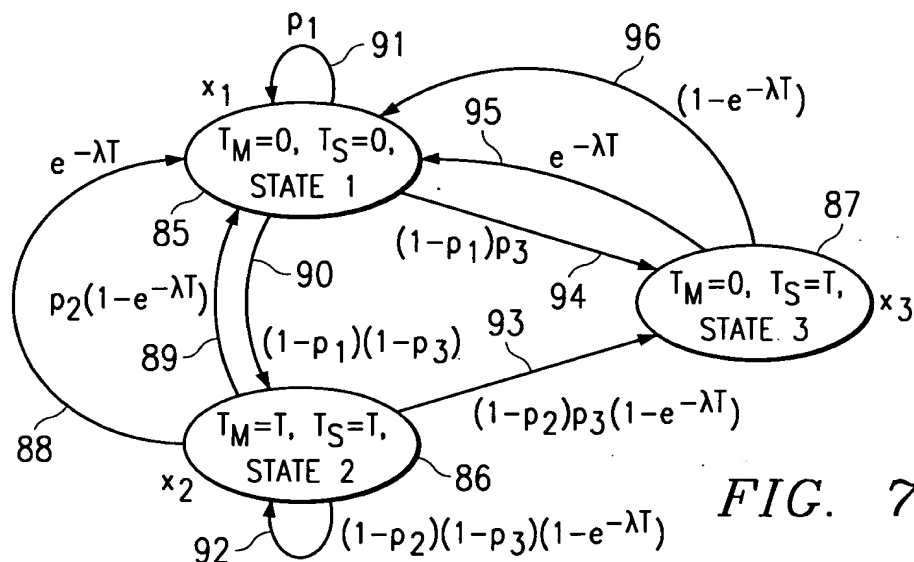 p1
91
96
x1
(1-e^-λT)
95
e^-λT
TM=0, TS=0,
STATE 1
e^-λT
87
85
90
(1-p1)p3
94
TM=0, TS=T,
STATE 3
x3
p2(1-e^-λT)
89
93
(1-p1)(1-p3)
88
(1-p2)p3(1-e^-λT)
TM=T, TS=T,
STATE 2
x2
86
92
(1-p2)(1-p3)(1-e^-λT)
FIG. 7